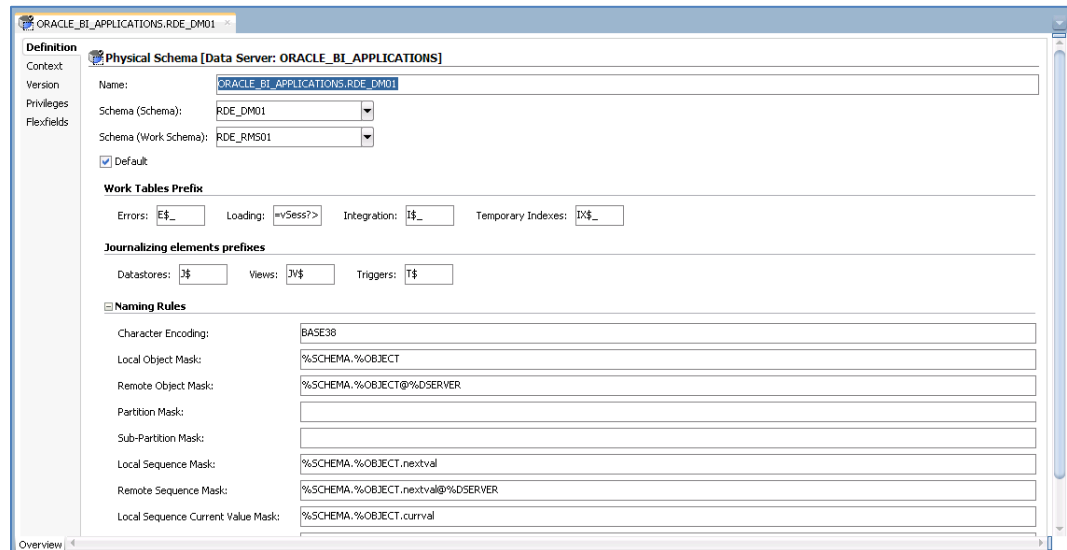 ORACLE_BI_APPLICATIONS.RDE_DM01
Definition
Context
Version
Privileges
Flexfields
Physical Schema [Data Server: ORACLE_BI_APPLICATIONS]
Name: ORACLE_BI_APPLICATIONS.RDE_DM01
Schema (Schema): RDE_DM01
Schema (Work Schema): RDE_RMS01
Default
Work Tables Prefix
Errors: E$_ Loading: =vSess?> Integration: I$_ Temporary Indexes: IX$_
Journalizing elements prefixes
Datastores: J$ Views: JV$ Triggers: T$
Naming Rules
Character Encoding: BASE38
Local Object Mask: %SCHEMA.%OBJECT
Remote Object Mask: %SCHEMA.%OBJECT@%DSERVER
Partition Mask:
Sub-Partition Mask:
Local Sequence Mask: %SCHEMA.%OBJECT.nextval
Remote Sequence Mask: %SCHEMA.%OBJECT.nextval@%DSERVER
Local Sequence Current Value Mask: %SCHEMA.%OBJECT.currval
Overview